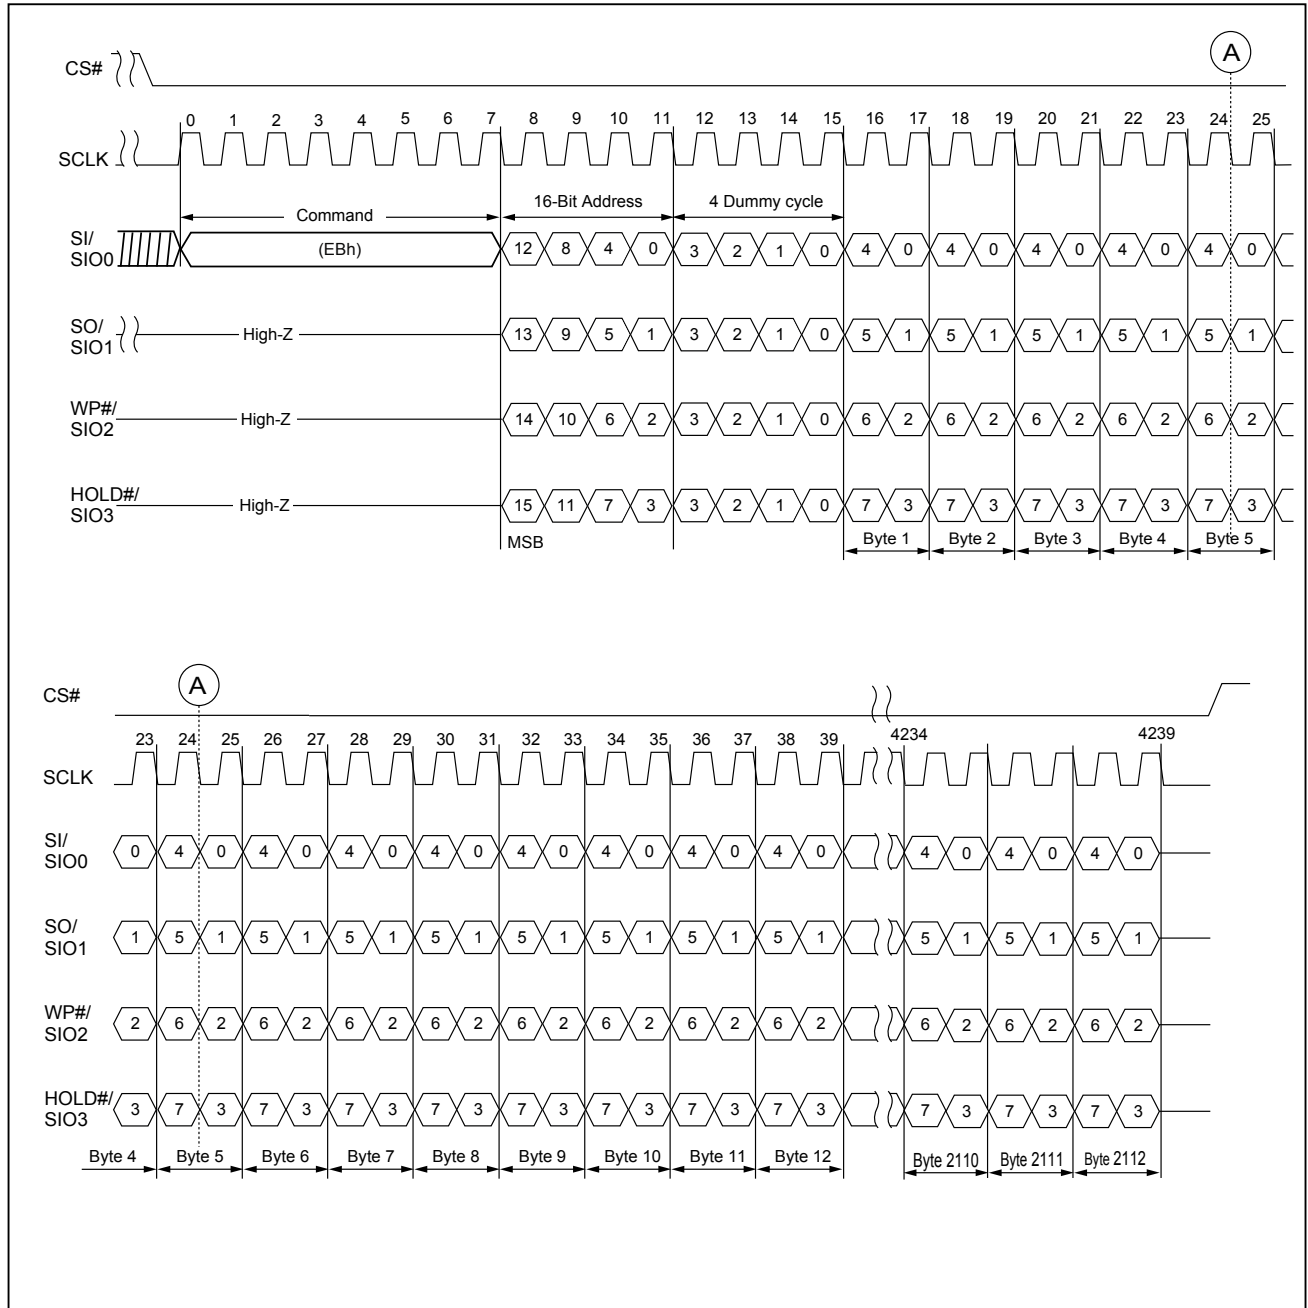 A
CS#
0 1 2 3 4 5 6 7 8 9 10 11 12 13 14 15 16 17 18 19 20 21 22 23 24 25
SCLK
Command 16-Bit Address 4 Dummy cycle
SI/
SIO0
(EBh) 12 8 4 0 3 2 1 0 4 0 4 0 4 0 4 0 4 0
SO/
SIO1
High-Z 13 9 5 1 3 2 1 0 5 1 5 1 5 1 5 1 5 1
WP#/
SIO2
High-Z 14 10 6 2 3 2 1 0 6 2 6 2 6 2 6 2 6 2
HOLD#/
SIO3
High-Z 15 11 7 3 3 2 1 0 7 3 7 3 7 3 7 3 7 3
MSB Byte 1 Byte 2 Byte 3 Byte 4 Byte 5
A
CS#
23 24 25 26 27 28 29 30 31 32 33 34 35 36 37 38 39 4234 4239
SCLK
SI/
SIO0
0 4 0 4 0 4 0 4 0 4 0 4 0 4 0 4 0 4 0 4 0 4 0
SO/
SIO1
1 5 1 5 1 5 1 5 1 5 1 5 1 5 1 5 1 5 1 5 1 5 1
WP#/
SIO2
2 6 2 6 2 6 2 6 2 6 2 6 2 6 2 6 2 6 2 6 2 6 2
HOLD#/
SIO3
3 7 3 7 3 7 3 7 3 7 3 7 3 7 3 7 3 7 3 7 3 7 3
Byte 4 Byte 5 Byte 6 Byte 7 Byte 8 Byte 9 Byte 10 Byte 11 Byte 12 Byte 2110 Byte 2111 Byte 2112